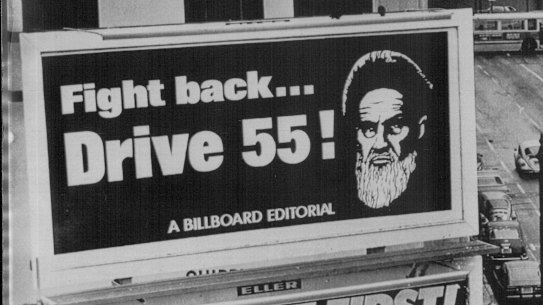 Fight back...
Drive 55!
A BILLBOARD EDITORIAL
ELLER